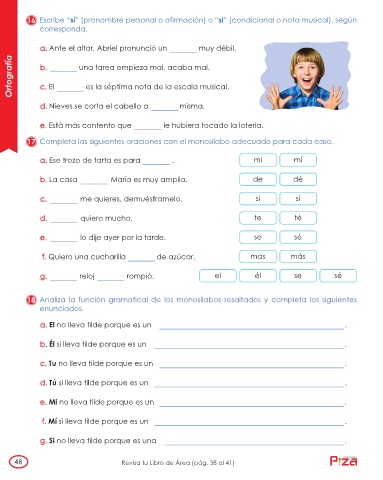 Ortografía
16 Escribe "sí" (pronombre personal o afirmación) o "si" (condicional o nota musical), según
corresponda.
a. Ante el altar, Abriel pronunció un _______ muy débil.
b. _______ una tarea empieza mal, acaba mal.
c. El _______ es la séptima nota de la escala musical.
d. Nieves se corta el cabello a _______ misma.
e. Está más contento que _______ le hubiera tocado la lotería.
17 Completa las siguientes oraciones con el monosílabo adecuado para cada caso.
a. Ese trozo de tarta es para _______ . mi mí
b. La casa _______ María es muy amplia. de dé
c. _______ me quieres, demuéstramelo. si sí
d. _______ quiero mucho. te té
e. _______ lo dije ayer por la tarde. se sé
f. Quiero una cucharilla _______ de azúcar. mas más
g. _______ reloj _______ rompió. el él se sé
18 Analiza la función gramatical de los monosílabos resaltados y completa los siguientes
enunciados.
a. El no lleva tilde porque es un _______ .
b. Él sí lleva tilde porque es un _______ .
c. Tu no lleva tilde porque es un _______ .
d. Tú sí lleva tilde porque es un _______ .
e. Mi no lleva tilde porque es un _______ .
f. Mí sí lleva tilde porque es un _______ .
g. Si no lleva tilde porque es una _______ .
48
Revisa tu Libro de Área (pág. 38 al 41)